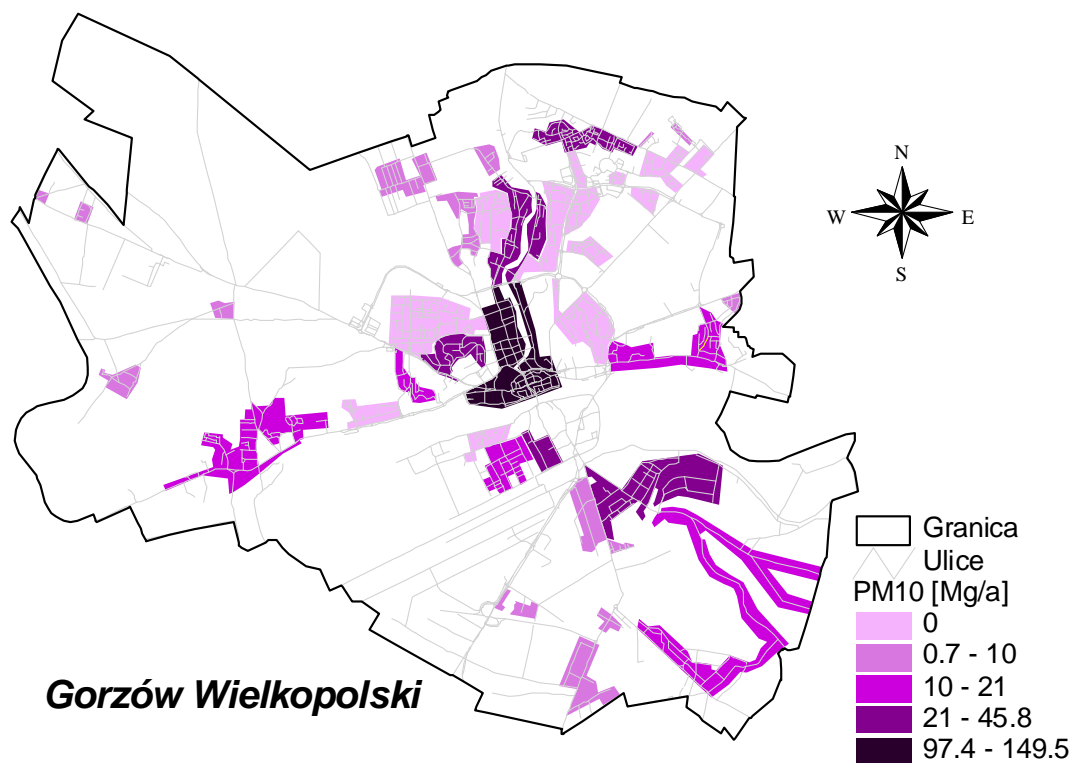 N
W E
S
Granica
Ulice
PM10 [Mg/a]
0
0.7 - 10
10 - 21
21 - 45.8
97.4 - 149.5
Gorzów Wielkopolski